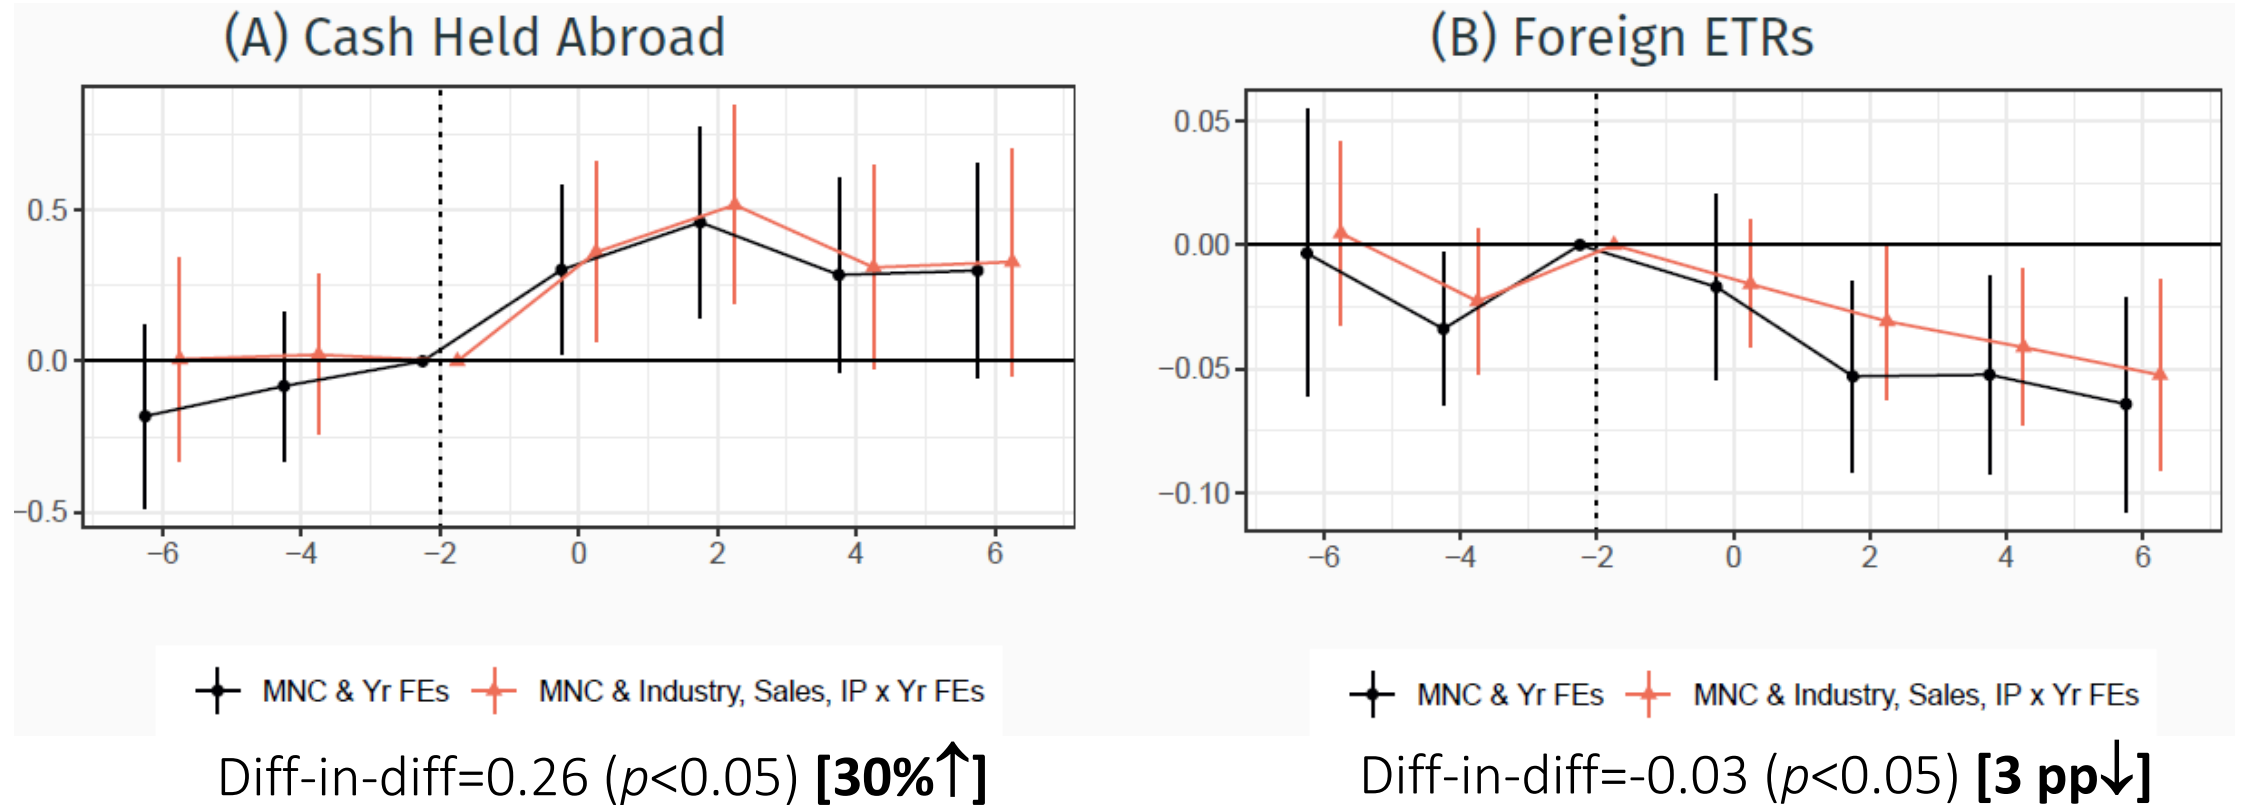 (A) Cash Held Abroad
0.5
0.0
−0.5
−6 −4 −2 0 2 4 6
MNC & Yr FEs MNC & Industry, Sales, IP x Yr FEs
Diff-in-diff=0.26 (p<0.05) [30%↑]
(B) Foreign ETRs
0.05
0.00
−0.05
−0.10
−6 −4 −2 0 2 4 6
MNC & Yr FEs MNC & Industry, Sales, IP x Yr FEs
Diff-in-diff=-0.03 (p<0.05) [3 pp↓]